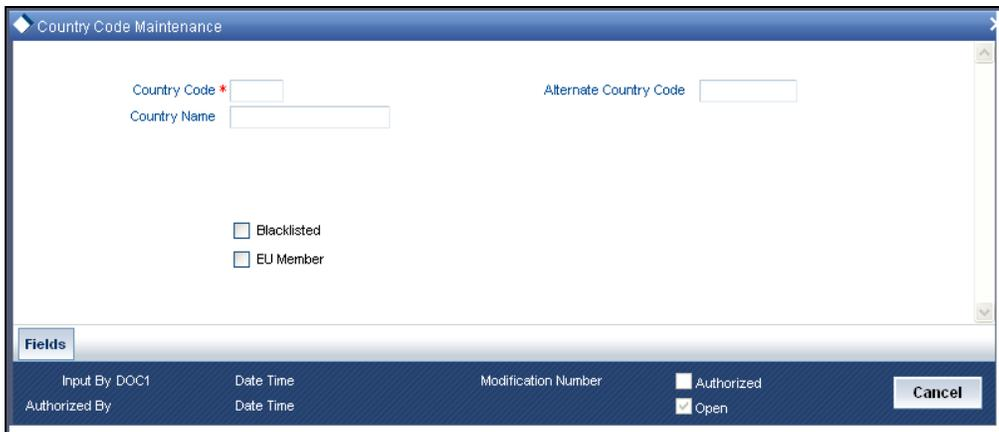 Country Code Maintenance
Country Code * Alternate Country Code
Country Name
Blacklisted
EU Member
Fields
Input By DOC1 Date Time Modification Number Authorized
Authorized By Date Time Open
Cancel